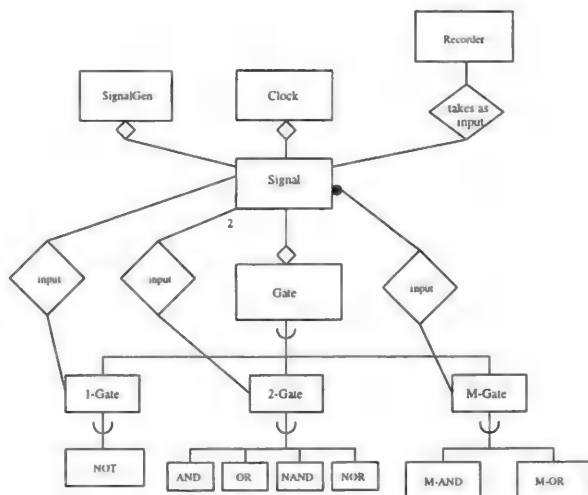 Recorder
SignalGen
Clock
takes as
input
Signal
2
input
input
input
Gate
1-Gate
2-Gate
M-Gate
NOT
AND
OR
NAND
NOR
M-AND
M-OR